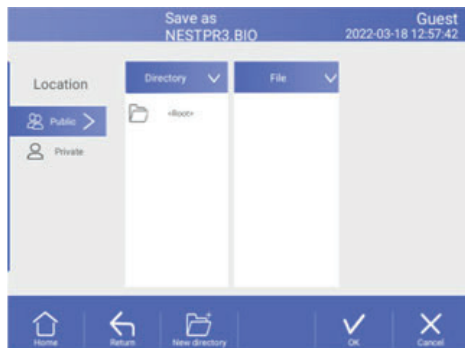 Save as
NESTPR3.BIO
Guest
2022-03-18 12:57:42
Location
Public
Private
Directory
<Root>
File
Home
Return
New directory
OK
Cancel